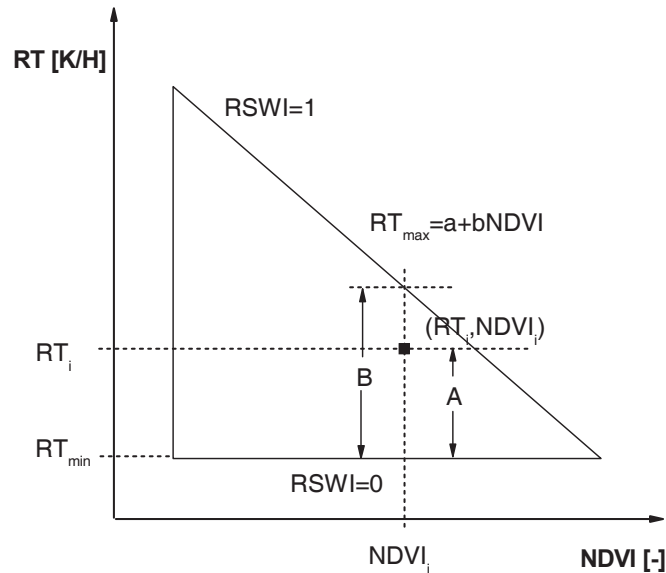 RT [K/H]
RSWI=1
RT_max=a+bNDVI
(RT_i,NDVI_i)
RT_i
B
A
RT_min
RSWI=0
NDVI_i
NDVI [-]